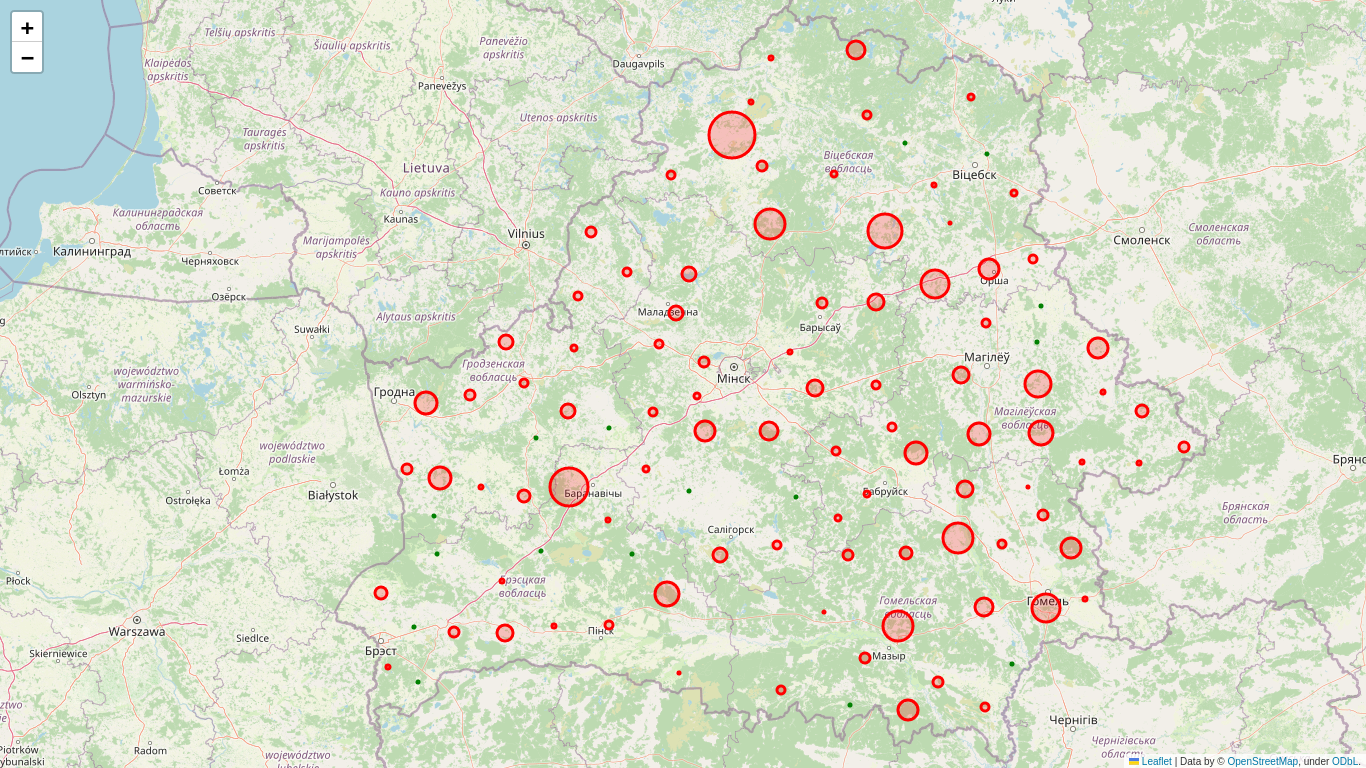 +
−
Луки
Telšių apskritis
Šiaulių apskritis
Panevėžio
apskritis
Daugavpils
Klaipėdos
apskritis
Panevėžys
Utenos apskritis
Tauragės
apskritis
Lietuva
Віцебская
вобласць
Віцебск
Советск
Kauno apskritis
Калининградская
область
Kaunas
Vilnius
Marijampolės
apskritis
Смоленск
Смоленская
область
лтийск
Калининград
Черняховск
Орша
Озёрск
Alytaus apskritis
Маладзечна
Suwałki
Барысаў
Гродзенская
вобласць
Магілёў
województwo
warmińsko-
mazurskie
Мінск
Olsztyn
Гродна
Магілёўская
вобласць
województwo
podlaskie
Łomża
Брянс
Ostrołęka
Białystok
Баранавічы
Бабруйск
Брянская
область
Салігорск
Płock
Брэсцкая
вобласць
Гомельская
вобласць
Гомель
Warszawa
Siedlce
Пінск
Skierniewice
Брэст
Мазыр
Чернігів
Чернігівська
область
Piotrków
ybunalski
Radom
województwo
lubelskie
Leaflet | Data by © OpenStreetMap, under ODbL.